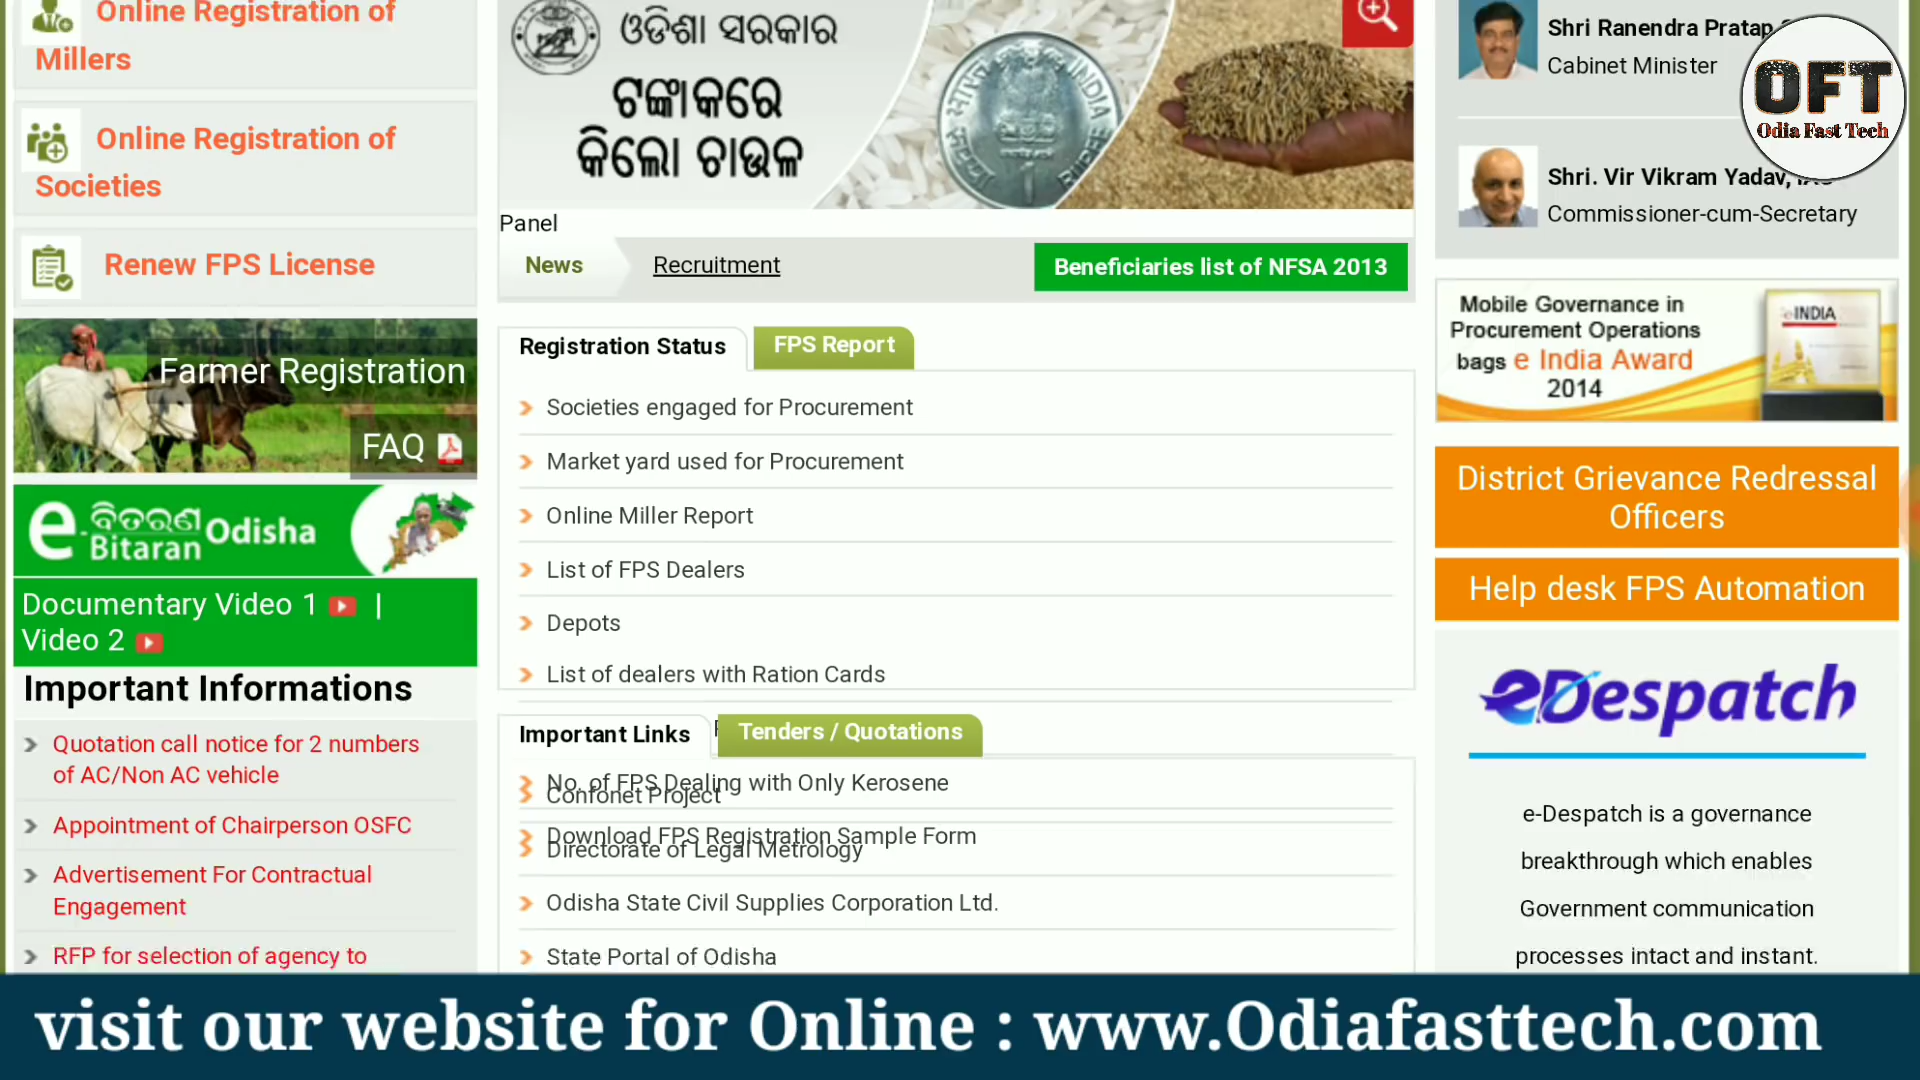 Online Registration of
Millers
Online Registration of
Societies
Renew FPS License
Farmer Registration
FAQ
e-ବିତରଣ
Bitaran Odisha
Documentary Video 1 |
Video 2
Important Informations
Quotation call notice for 2 numbers
of AC/Non AC vehicle
Appointment of Chairperson OSFC
Advertisement For Contractual
Engagement
RFP for selection of agency to
ଓଡିଶା ସରକାର
ଟଙ୍କାକରେ
କିଲୋ ଚାଉଳ
भारत INDIA
RUPEE
1
Panel
News
Recruitment
Beneficiaries list of NFSA 2013
Registration Status
FPS Report
Societies engaged for Procurement
Market yard used for Procurement
Online Miller Report
List of FPS Dealers
Depots
List of dealers with Ration Cards
Important Links
Tenders / Quotations
No. of FPS Dealing with Only Kerosene
Confonet Project
Download FPS Registration Sample Form
Directorate of Legal Metrology
Odisha State Civil Supplies Corporation Ltd.
State Portal of Odisha
Shri Ranendra Pratap
Cabinet Minister
OFT
Odia Fast Tech
Shri. Vir Vikram Yadav, IAS
Commissioner-cum-Secretary
Mobile Governance in
Procurement Operations
bags e India Award
2014
eINDIA
District Grievance Redressal
Officers
Help desk FPS Automation
eDespatch
e-Despatch is a governance
breakthrough which enables
Government communication
processes intact and instant.
visit our website for Online : www.Odiafasttech.com